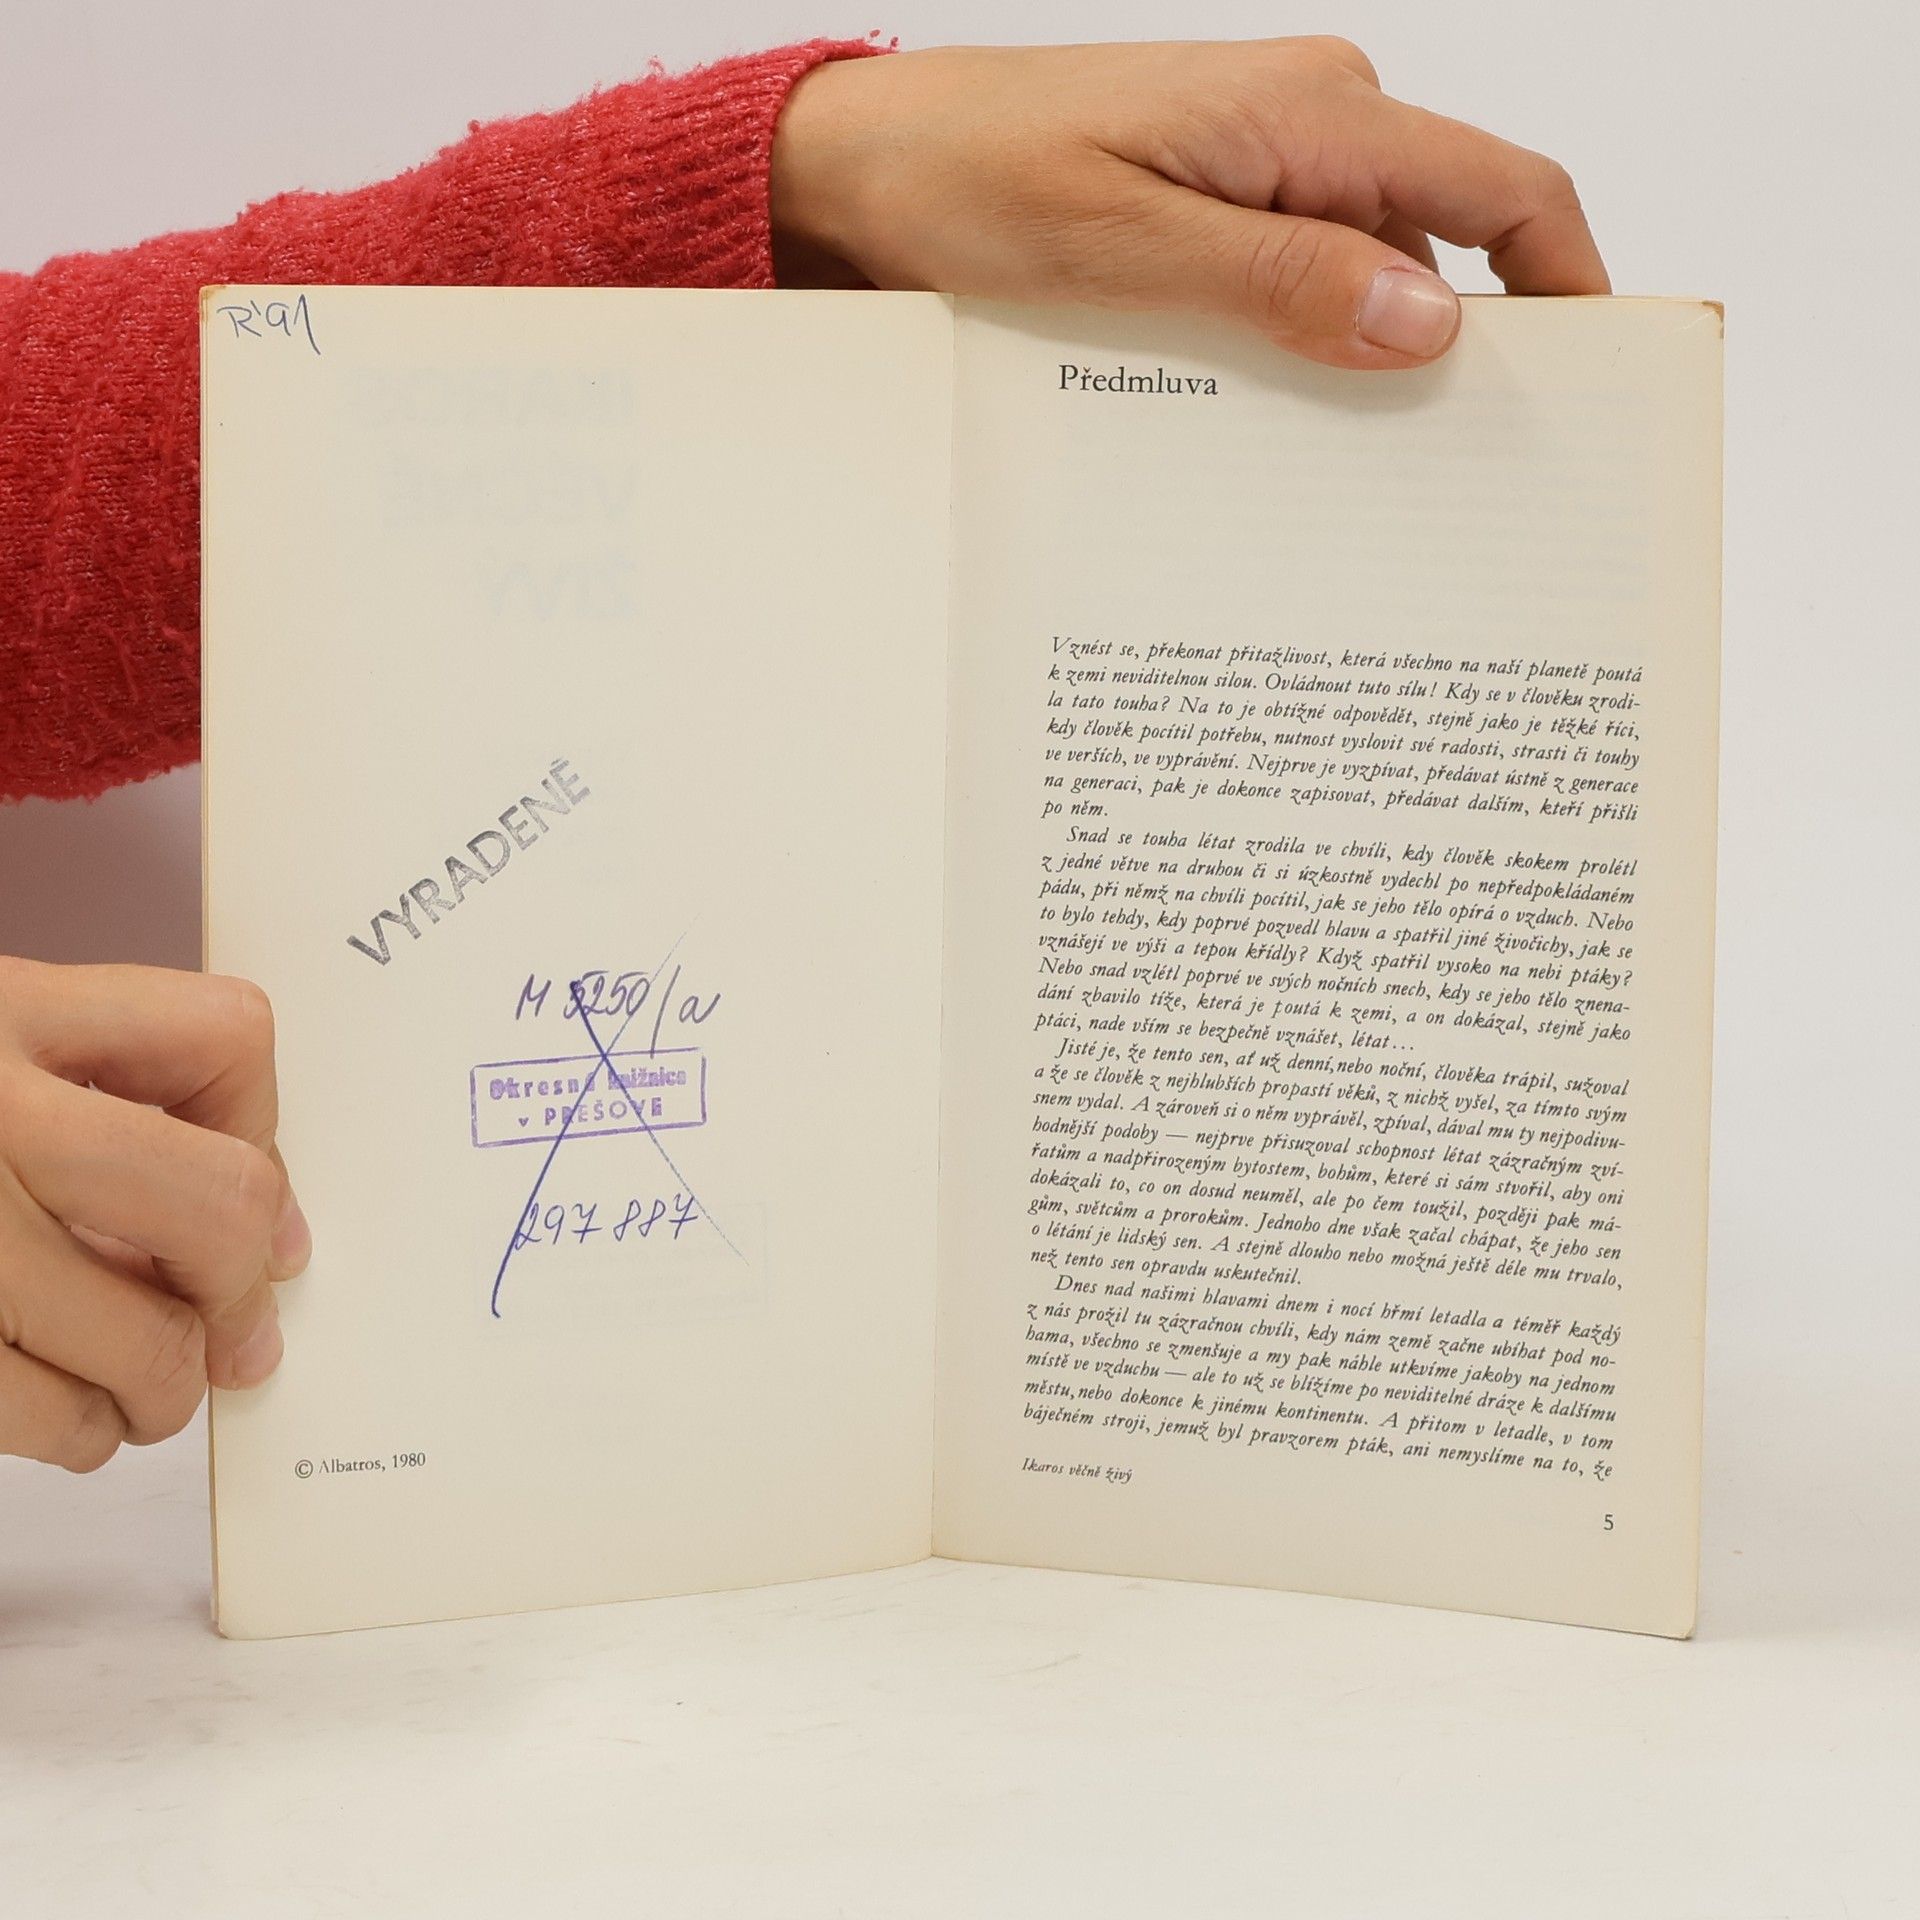 R'91
VYRADENÉ
M 5250/a
Okresná knižnica
v PREŠOVE
297 887
© Albatros, 1980
Předmluva
Vznést se, překonat přitažlivost, která všechno na naší planetě poutá
k zemi neviditelnou silou. Ovládnout tuto sílu! Kdy se v člověku zrodi-
la tato touha? Na to je obtížné odpovědět, stejně jako je těžké říci,
kdy člověk pocítil potřebu, nutnost vyslovit své radosti, strasti či touhy
ve verších, ve vyprávění. Nejprve je vyzpívat, předávat ústně z generace
na generaci, pak je dokonce zapisovat, předávat dalším, kteří přišli
po něm.
Snad se touha létat zrodila ve chvíli, kdy člověk skokem prolétl
z jedné větve na druhou či si úzkostně vydechl po nepředpokládaném
pádu, při němž na chvíli pocítil, jak se jeho tělo opírá o vzduch. Nebo
to bylo tehdy, kdy poprvé pozvedl hlavu a spatřil jiné živočichy, jak se
vznášejí ve výši a tepou křídly? Když spatřil vysoko na nebi ptáky?
Nebo snad vzlétl poprvé ve svých nočních snech, kdy se jeho tělo znena-
dání zbavilo tíže, která je poutá k zemi, a on dokázal, stejně jako
ptáci, nade vším se bezpečně vznášet, létat...
Jisté je, že tento sen, ať už denní, nebo noční, člověka trápil, sužoval
a že se člověk z nejhlubších propastí věků, z nichž vyšel, za tímto svým
snem vydal. A zároveň si o něm vyprávěl, zpíval, dával mu ty nejpodivu-
hodnější podoby — nejprve přisuzoval schopnost létat zázračným zví-
řatům a nadpřirozeným bytostem, bohům, které si sám stvořil, aby oni
dokázali to, co on dosud neuměl, ale po čem toužil, později pak má-
gům, světcům a prorokům. Jednoho dne však začal chápat, že jeho sen
o létání je lidský sen. A stejně dlouho nebo možná ještě déle mu trvalo,
než tento sen opravdu uskutečnil.
Dnes nad našimi hlavami dnem i nocí hřmí letadla a téměř každý
z nás prožil tu zázračnou chvíli, kdy nám země začne ubíhat pod no-
hama, všechno se zmenšuje a my pak náhle utkvíme jakoby na jednom
místě ve vzduchu — ale to už se blížíme po neviditelné dráze k dalšímu
městu, nebo dokonce k jinému kontinentu. A přitom v letadle, v tom
báječném stroji, jemuž byl pravzorem pták, ani nemyslíme na to, že
Ikaros věčně živý
5